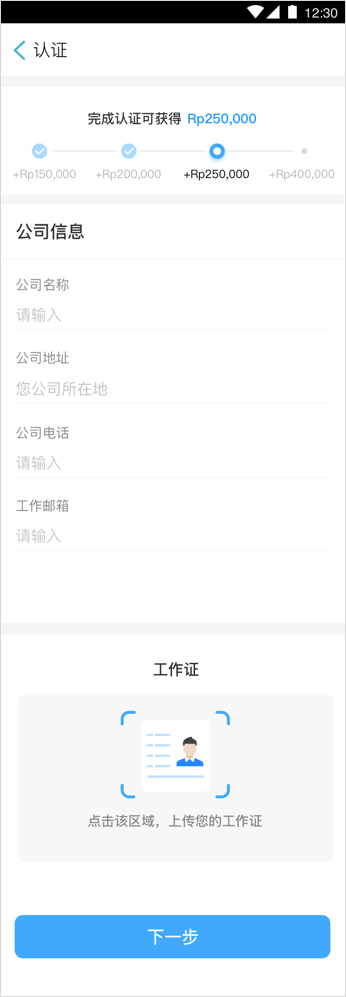 12:30
认证
完成认证可获得 Rp250,000
+Rp150,000 +Rp200,000 +Rp250,000 +Rp400,000
公司信息
公司名称
请输入
公司地址
您公司所在地
公司电话
请输入
工作邮箱
请输入
工作证
点击该区域，上传您的工作证
下一步